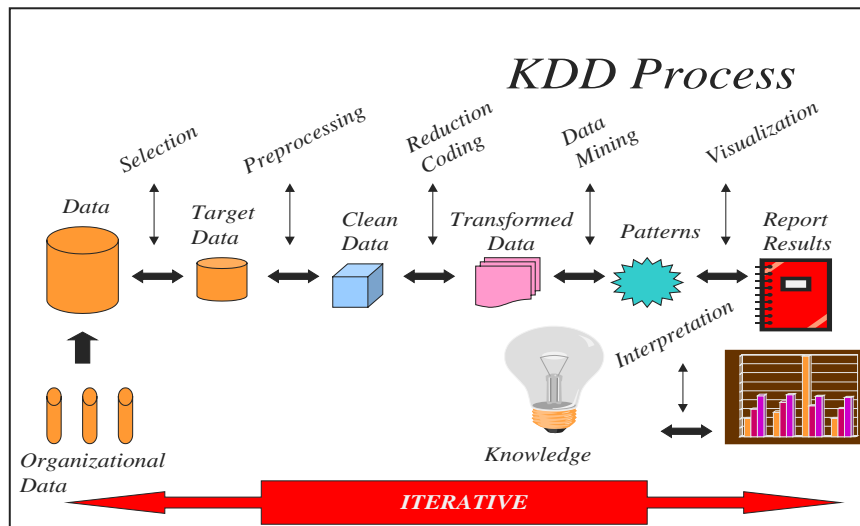 KDD Process
Selection
Preprocessing
Reduction
Coding
Data
Mining
Visualization
Data
Target
Data
Clean
Data
Transformed
Data
Patterns
Report
Results
Interpretation
Knowledge
Organizational
Data
ITERATIVE